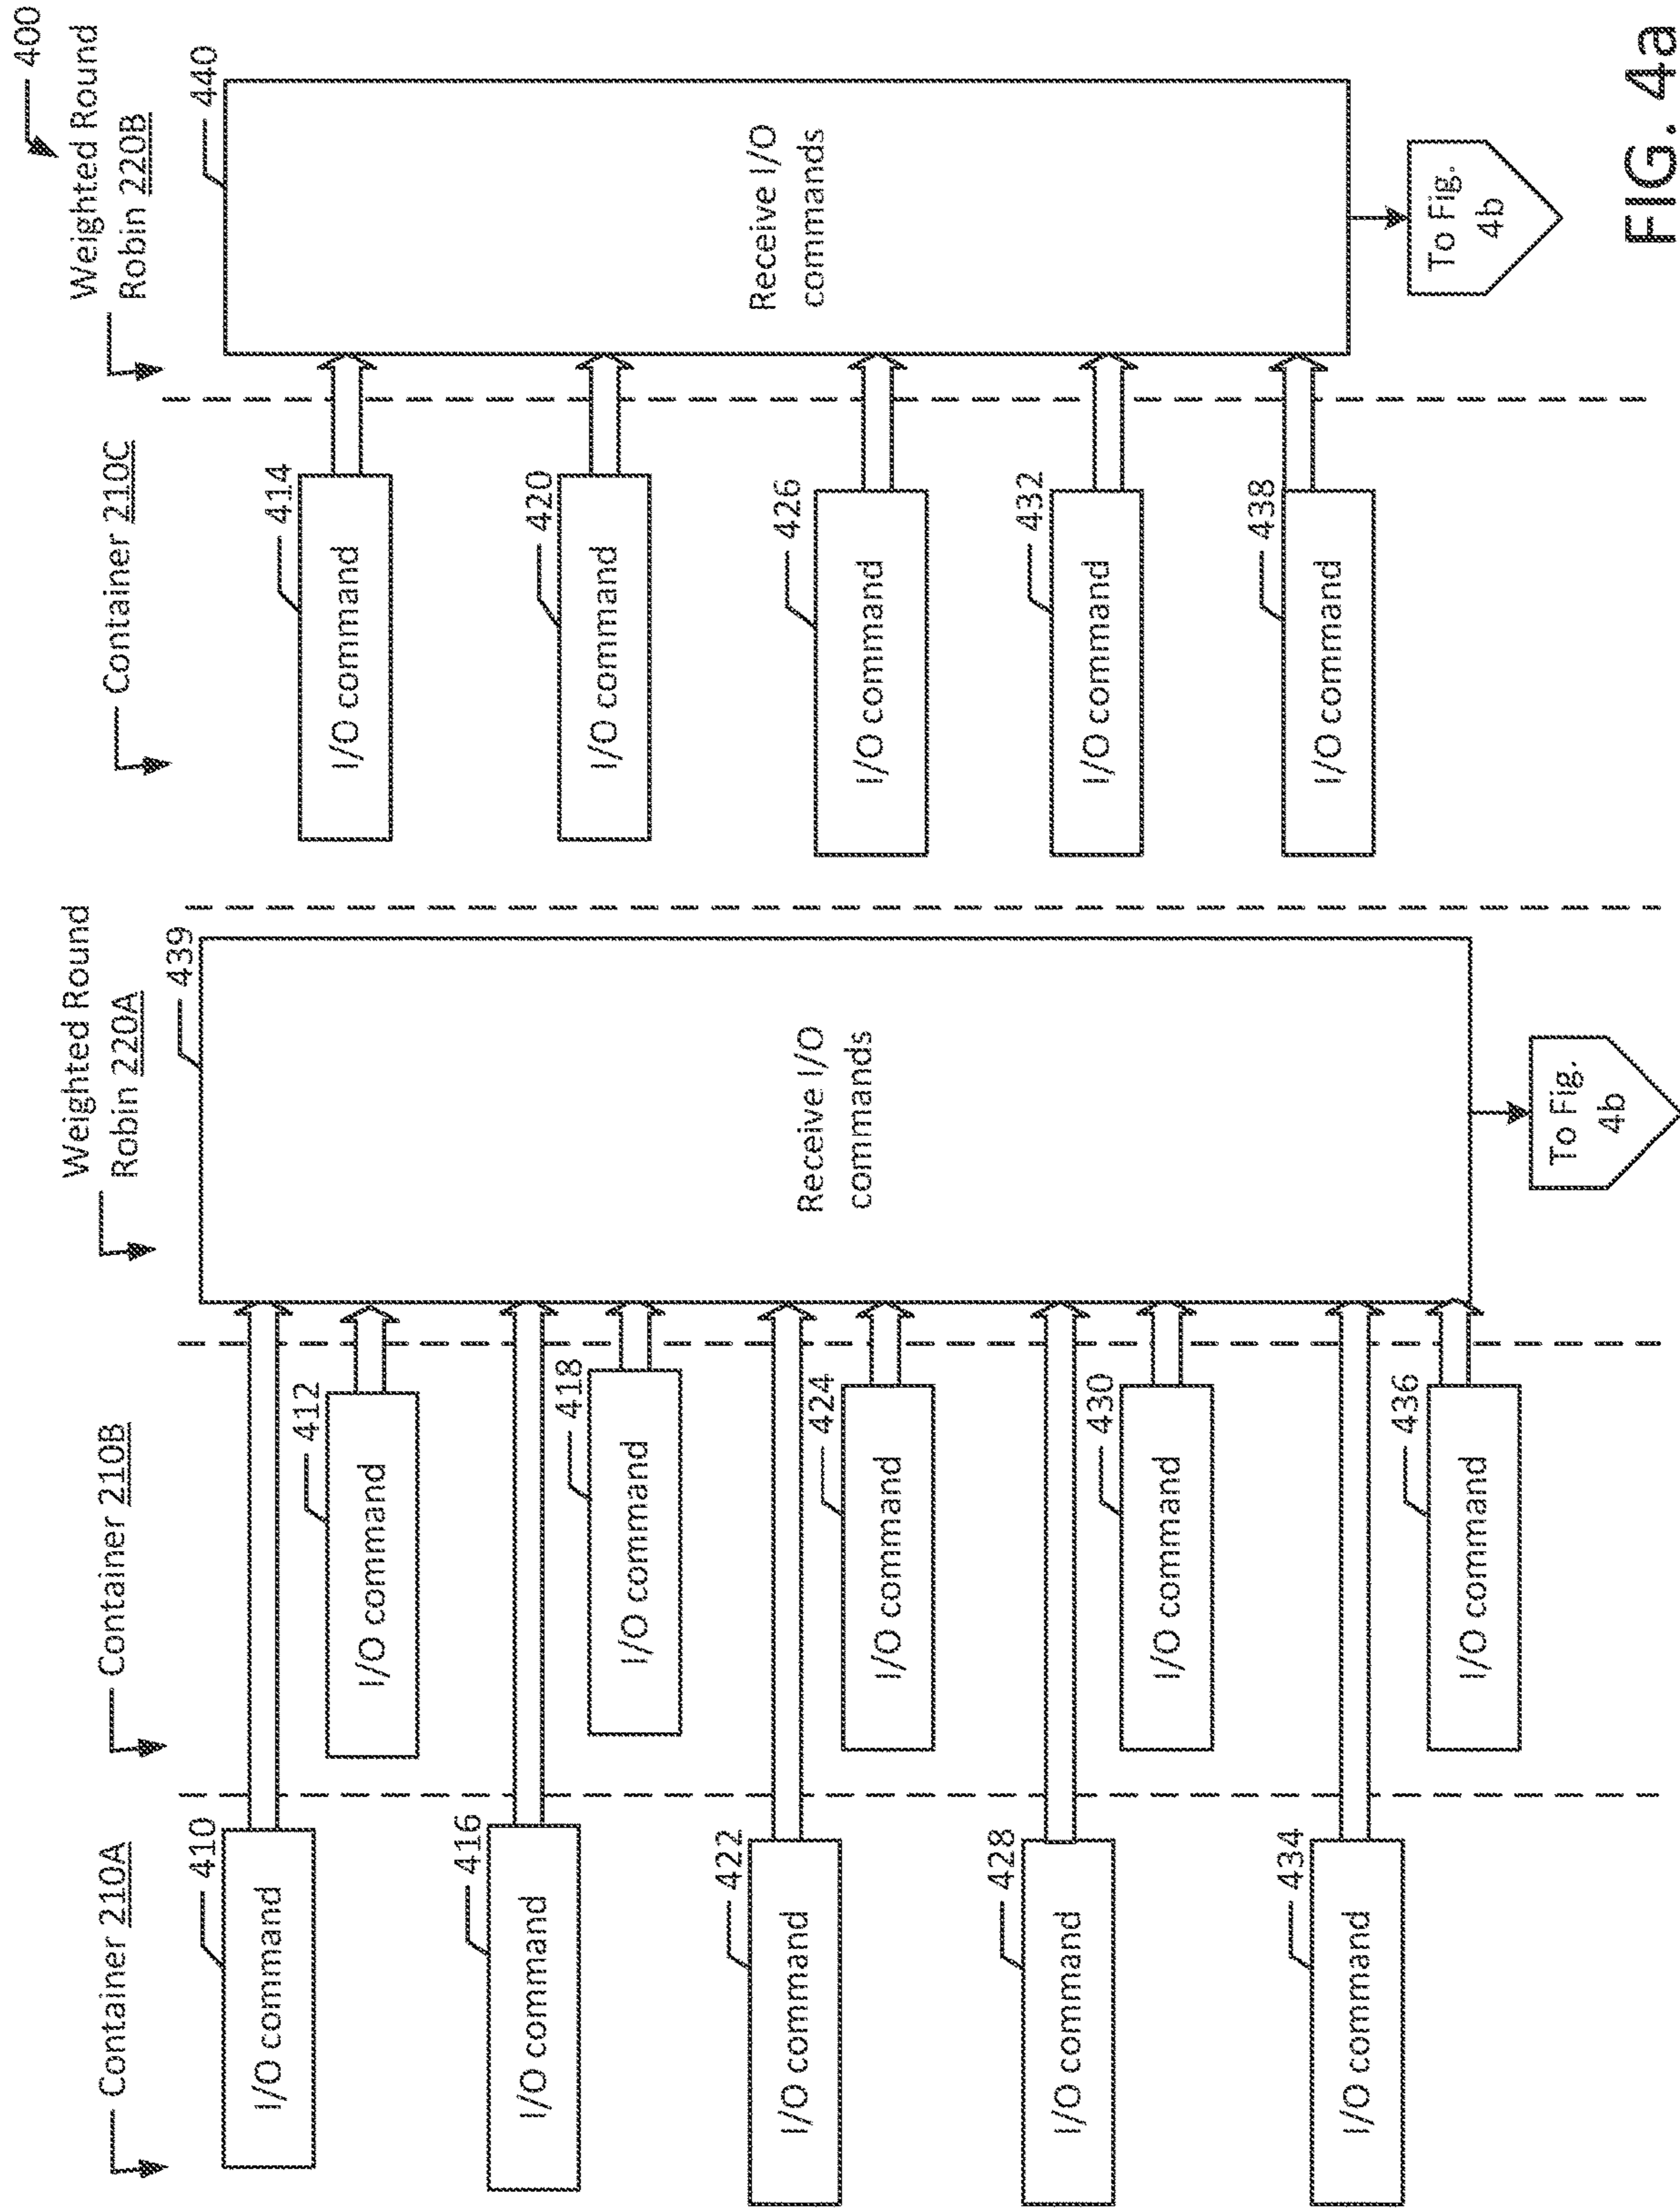 400
Container 210A
Container 210B
Weighted Round
Robin 220A
Container 210C
Weighted Round
Robin 220B
410
I/O command
412
I/O command
414
I/O command
416
I/O command
418
I/O command
420
I/O command
422
I/O command
424
I/O command
426
I/O command
428
I/O command
430
I/O command
432
I/O command
434
I/O command
436
I/O command
438
I/O command
439
Receive I/O
commands
440
Receive I/O
commands
To Fig.
4b
To Fig.
4b
FIG. 4a